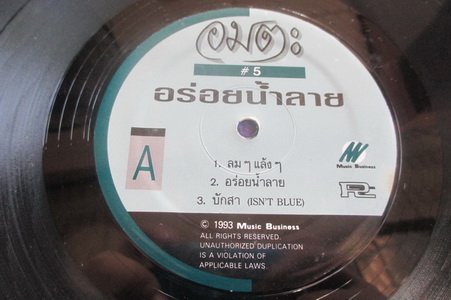 อมตะ
# 5
อร่อยน้ำลาย
A
1. ลม ๆ แล้ง ๆ
2. อร่อยน้ำลาย
3. บักสา (ISN'T BLUE)
Music Business
© 1993 Music Business
ALL RIGHTS RESERVED.
UNAUTHORIZED DUPLICATION
IS A VIOLATION OF
APPLICABLE LAWS.